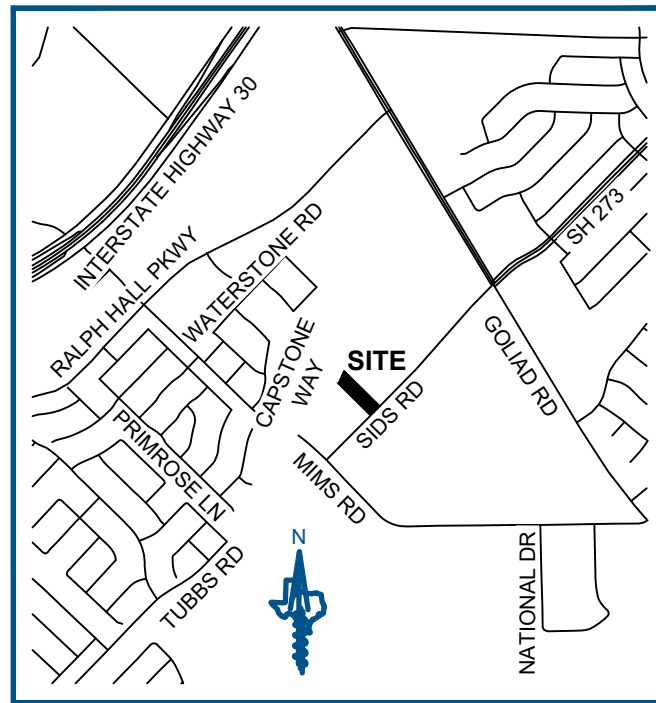 INTERSTATE HIGHWAY 30
SH 273
RALPH HALL PKWY
WATERSTONE RD
CAPSTONE
WAY
SITE
SIDS RD
GOLIAD RD
PRIMROSE LN
MIMS RD
TUBBS RD
N
NATIONAL DR